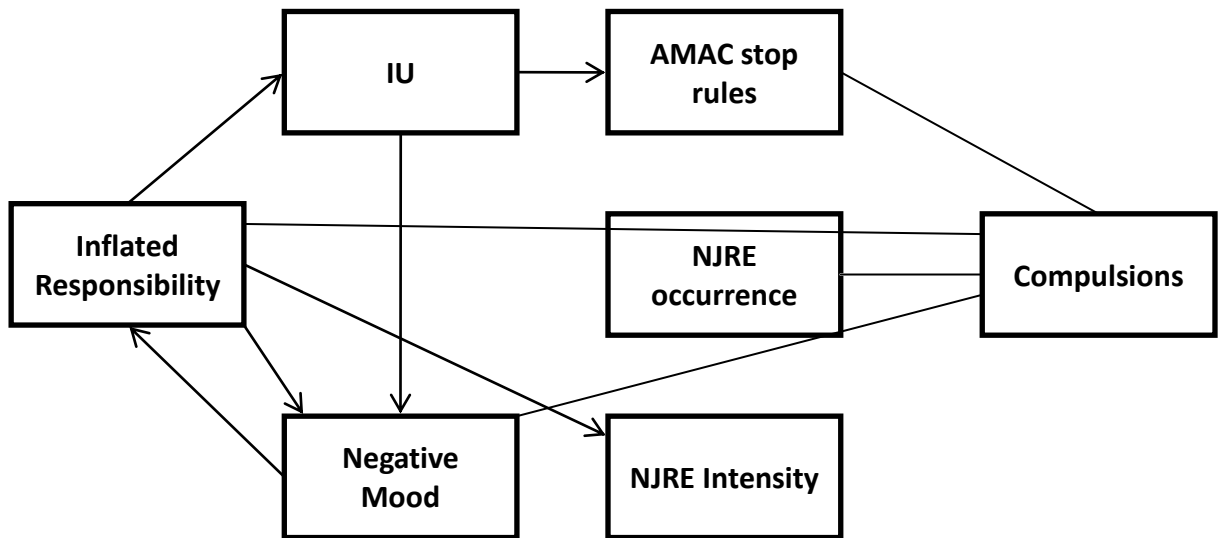 IU
AMAC stop
rules
Inflated
Responsibility
NJRE
occurrence
Compulsions
Negative
Mood
NJRE Intensity